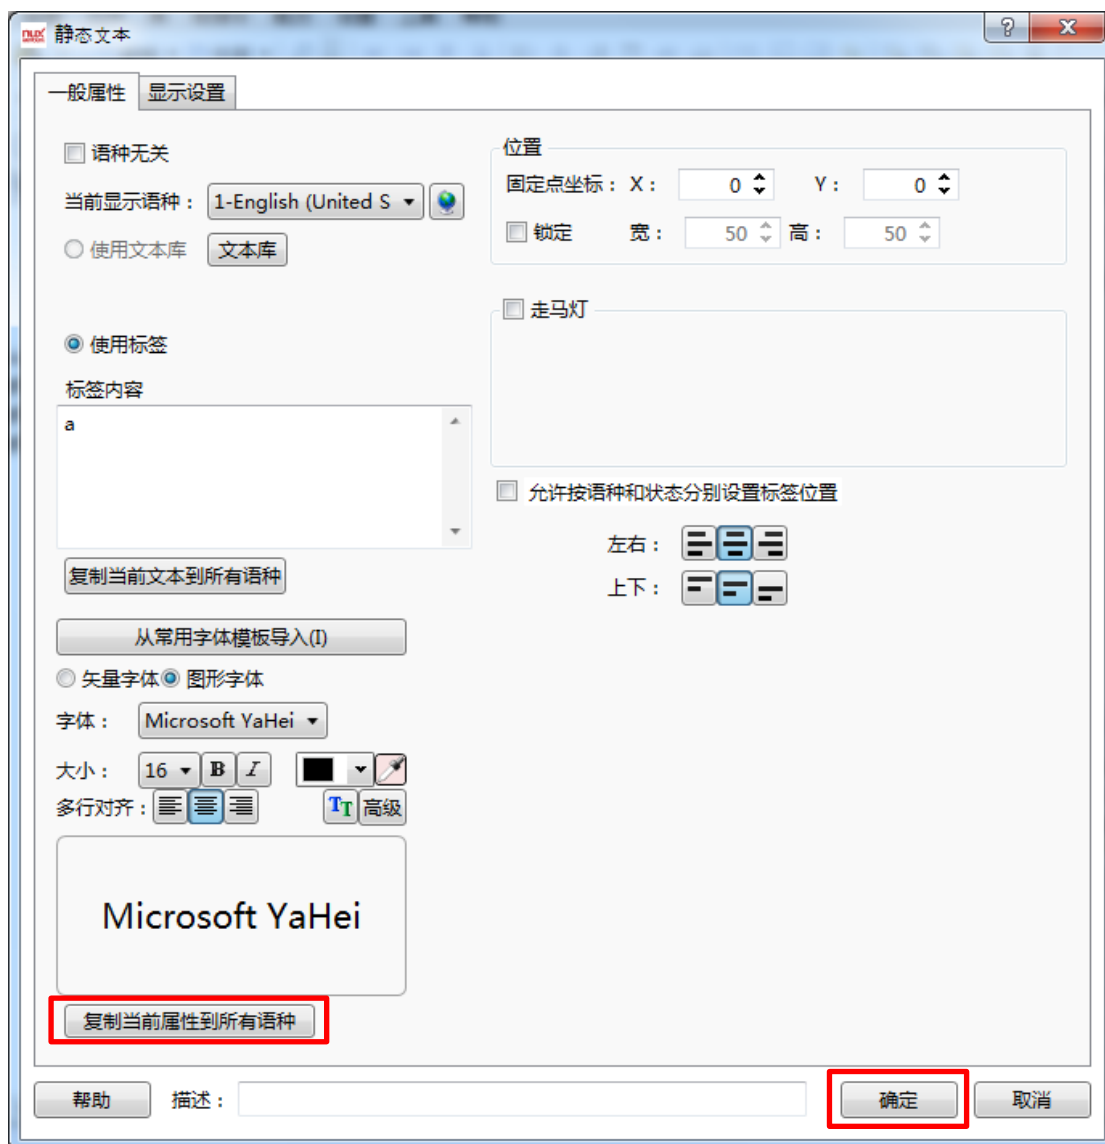 静态文本
一般属性 显示设置
语种无关
当前显示语种： 1-English (United S
使用文本库 文本库
使用标签
标签内容
a
复制当前文本到所有语种
从常用字体模板导入(I)
矢量字体 图形字体
字体： Microsoft YaHei
大小： 16 B I
多行对齐： TT 高级
Microsoft YaHei
复制当前属性到所有语种
位置
固定点坐标： X： 0 Y： 0
锁定 宽： 50 高： 50
走马灯
允许按语种和状态分别设置标签位置
左右：
上下：
帮助 描述： 确定 取消